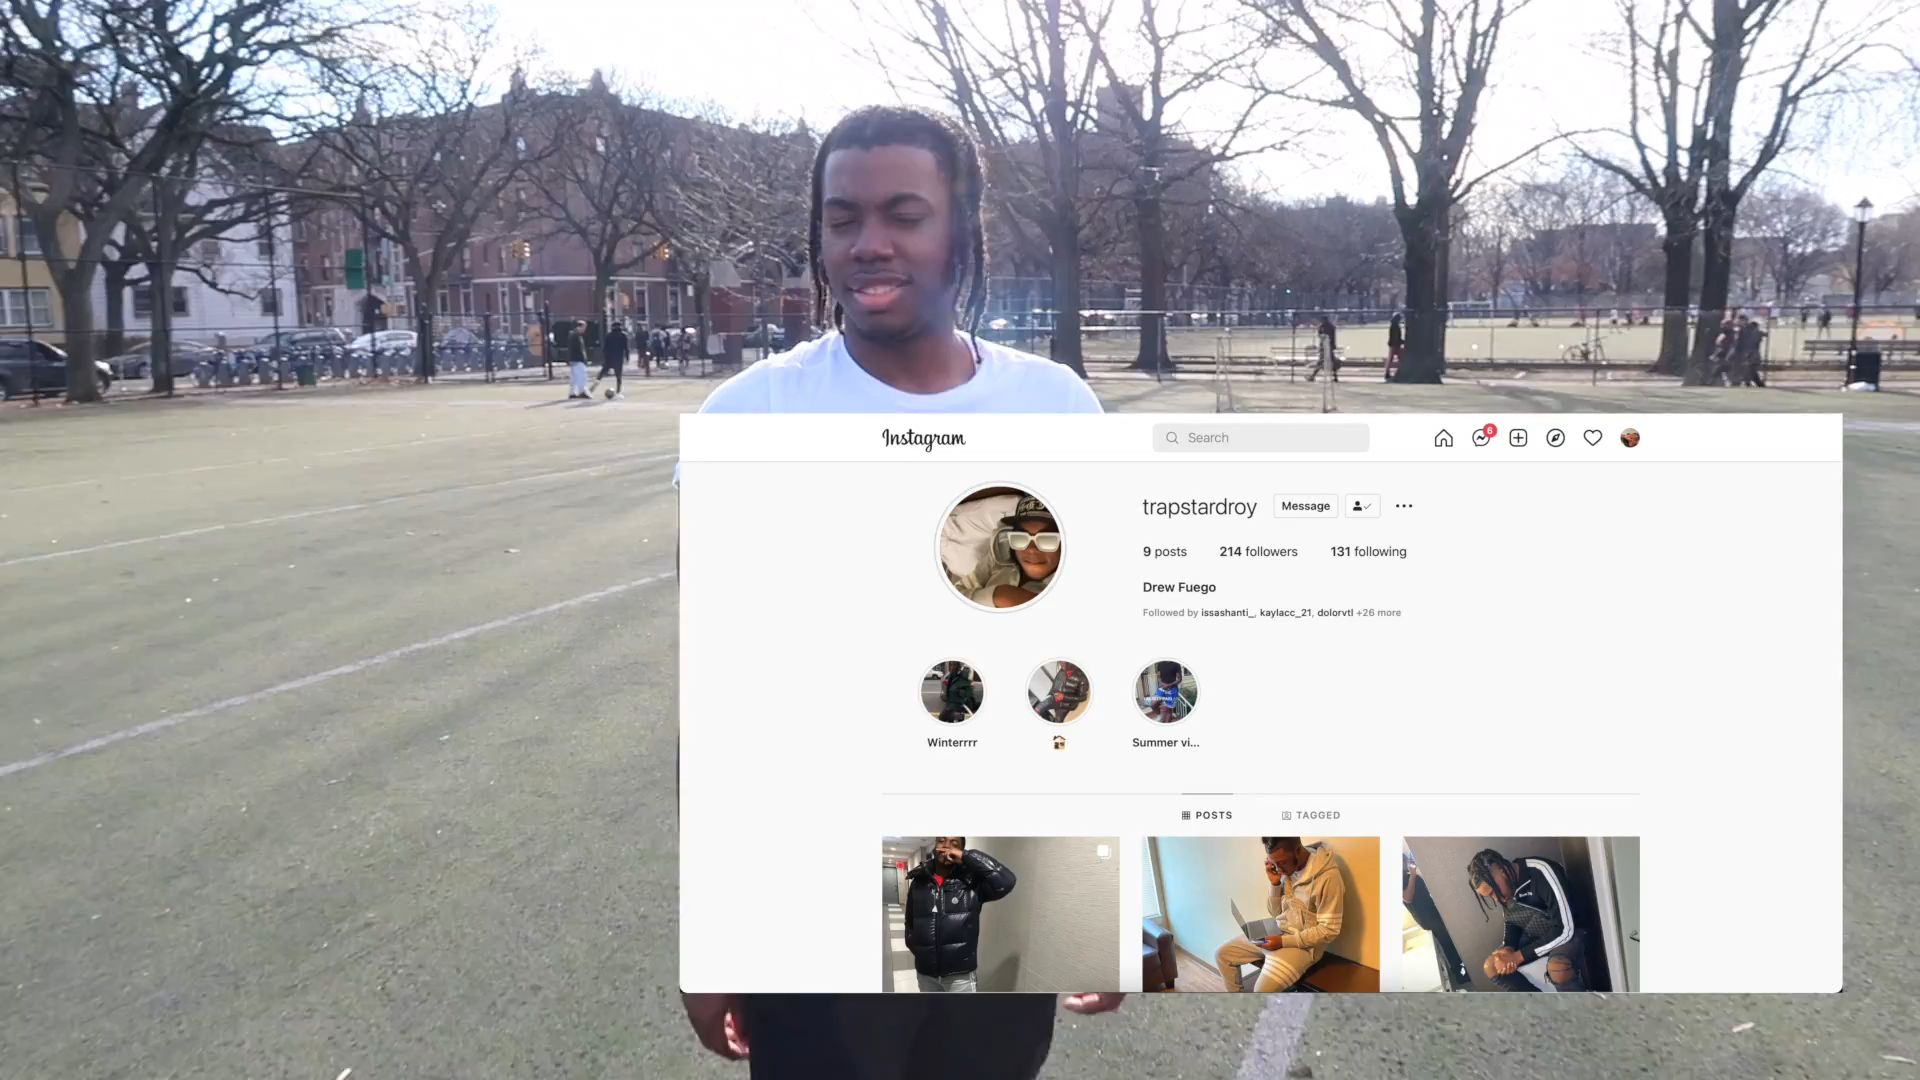 Instagram
Search
6
trapstardroy Message
9 posts 214 followers 131 following
Drew Fuego
Followed by issashanti_, kaylacc_21, dolorvtl +26 more
Winterrrr
Summer vi...
POSTS TAGGED